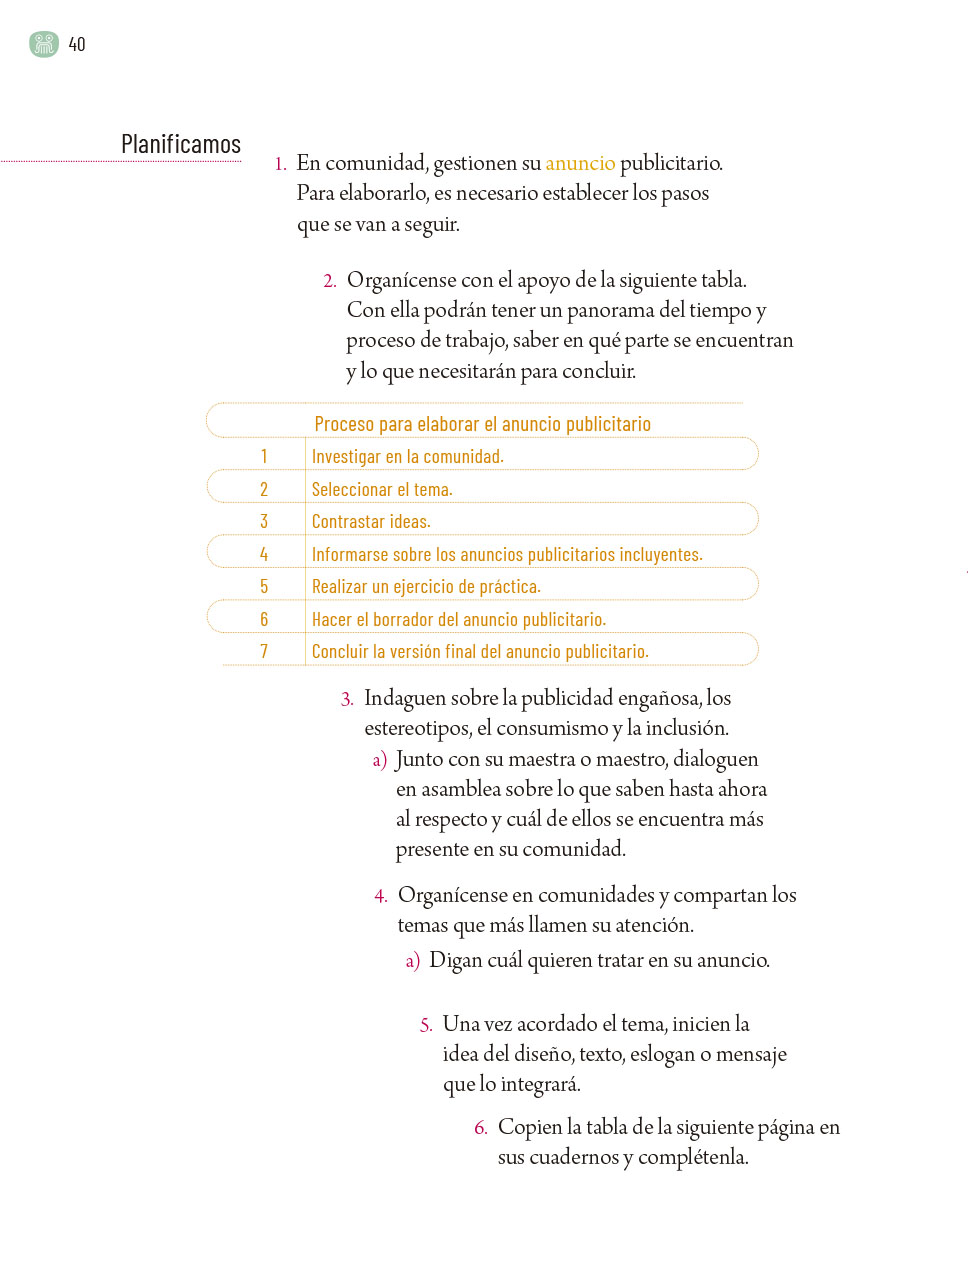 40
Planificamos
1. En comunidad, gestionen su anuncio publicitario.
Para elaborarlo, es necesario establecer los pasos
que se van a seguir.
2. Organícense con el apoyo de la siguiente tabla.
Con ella podrán tener un panorama del tiempo y
proceso de trabajo, saber en qué parte se encuentran
y lo que necesitarán para concluir.
Proceso para elaborar el anuncio publicitario
1 Investigar en la comunidad.
2 Seleccionar el tema.
3 Contrastar ideas.
4 Informarse sobre los anuncios publicitarios incluyentes.
5 Realizar un ejercicio de práctica.
6 Hacer el borrador del anuncio publicitario.
7 Concluir la versión final del anuncio publicitario.
3. Indaguen sobre la publicidad engañosa, los
estereotipos, el consumismo y la inclusión.
a) Junto con su maestra o maestro, dialoguen
en asamblea sobre lo que saben hasta ahora
al respecto y cuál de ellos se encuentra más
presente en su comunidad.
4. Organícense en comunidades y compartan los
temas que más llamen su atención.
a) Digan cuál quieren tratar en su anuncio.
5. Una vez acordado el tema, inicien la
idea del diseño, texto, eslogan o mensaje
que lo integrará.
6. Copien la tabla de la siguiente página en
sus cuadernos y complétenla.